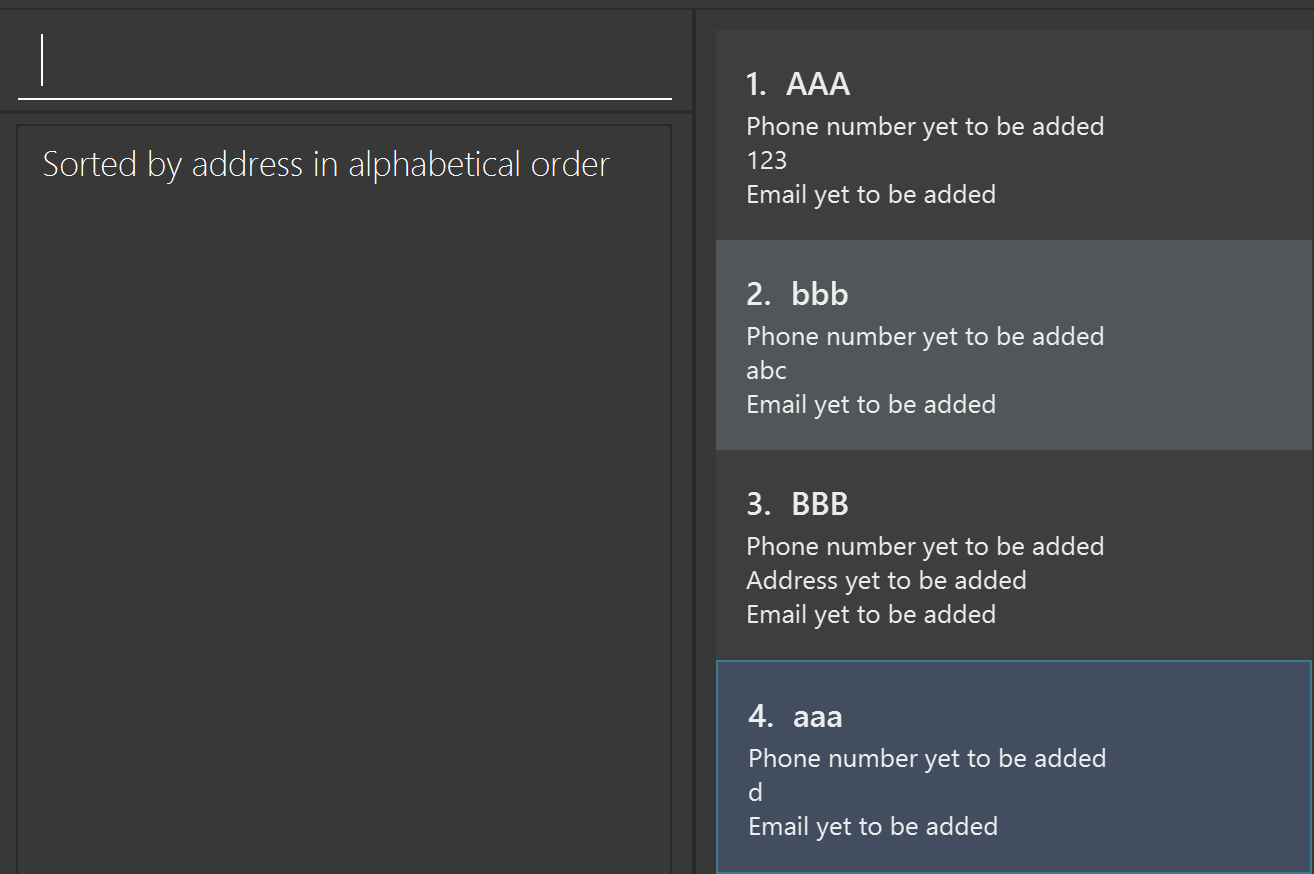 Sorted by address in alphabetical order
1. AAA
Phone number yet to be added
123
Email yet to be added
2. bbb
Phone number yet to be added
abc
Email yet to be added
3. BBB
Phone number yet to be added
Address yet to be added
Email yet to be added
4. aaa
Phone number yet to be added
d
Email yet to be added